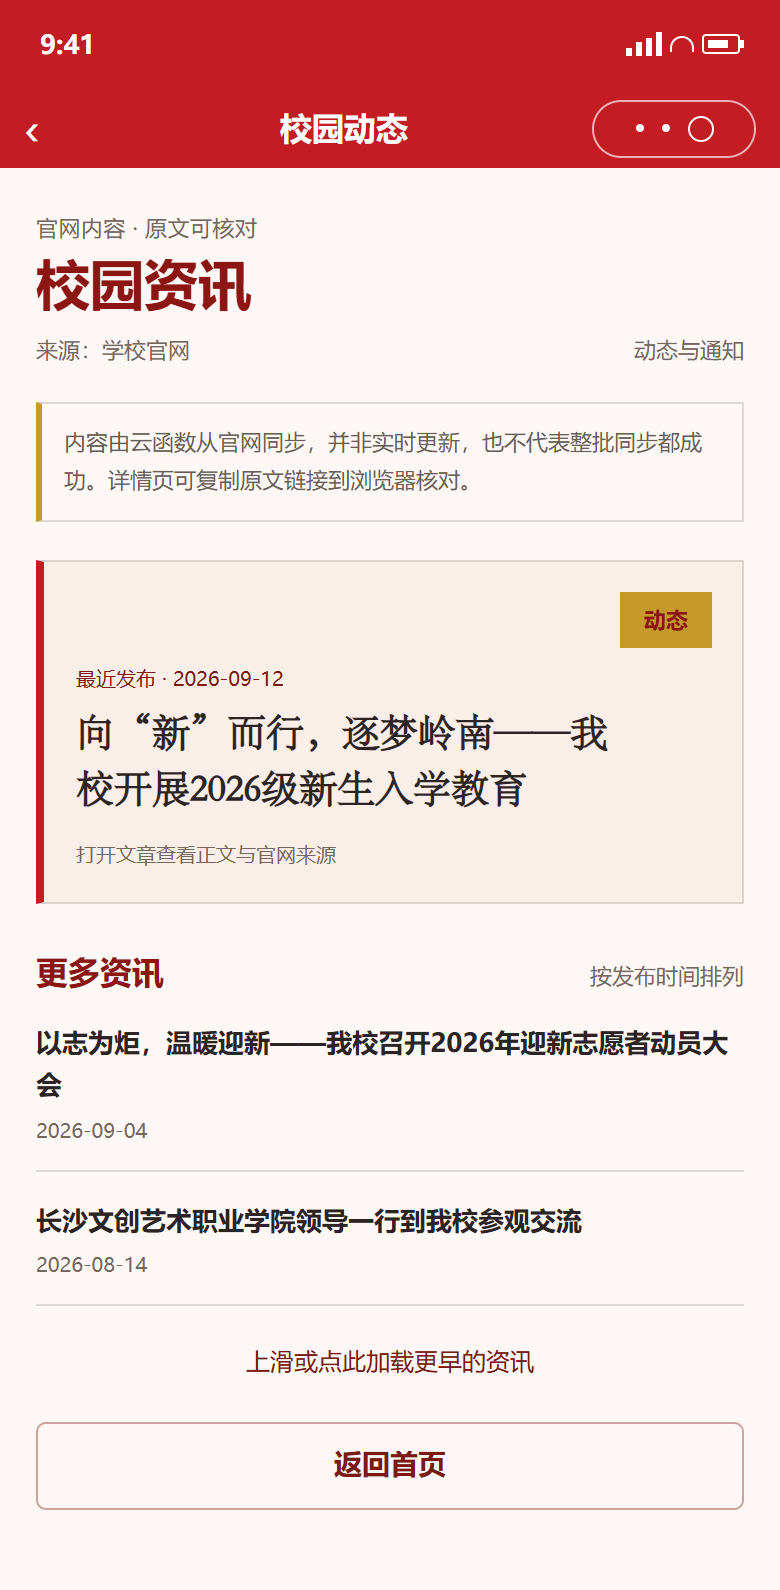 9:41
校园动态
官网内容 · 原文可核对
校园资讯
来源：学校官网
动态与通知
内容由云函数从官网同步，并非实时更新，也不代表整批同步都成
功。详情页可复制原文链接到浏览器核对。
动态
最近发布 · 2026-09-12
向“新”而行，逐梦岭南——我
校开展2026级新生入学教育
打开文章查看正文与官网来源
更多资讯
按发布时间排列
以志为炬，温暖迎新——我校召开2026年迎新志愿者动员大
会
2026-09-04
长沙文创艺术职业学院领导一行到我校参观交流
2026-08-14
上滑或点此加载更早的资讯
返回首页